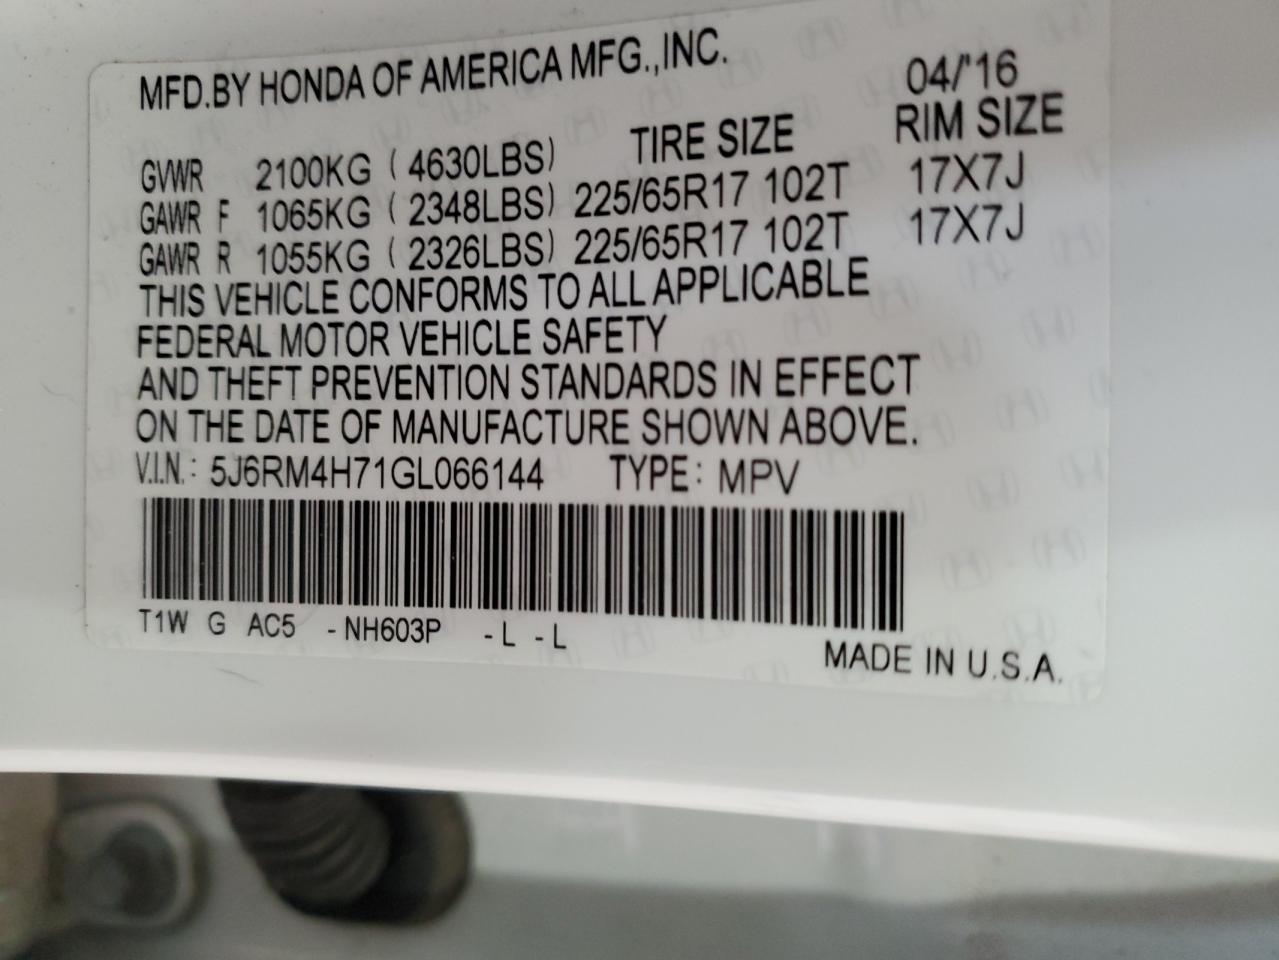 MFD.BY HONDA OF AMERICA MFG.,INC. 04/'16
TIRE SIZE RIM SIZE
GVWR 2100KG ( 4630LBS)
GAWR F 1065KG ( 2348LBS) 225/65R17 102T 17X7J
GAWR R 1055KG ( 2326LBS) 225/65R17 102T 17X7J
THIS VEHICLE CONFORMS TO ALL APPLICABLE
FEDERAL MOTOR VEHICLE SAFETY
AND THEFT PREVENTION STANDARDS IN EFFECT
ON THE DATE OF MANUFACTURE SHOWN ABOVE.
V.I.N.: 5J6RM4H71GL066144 TYPE: MPV
T1W G AC5 -NH603P -L -L
MADE IN U.S.A.